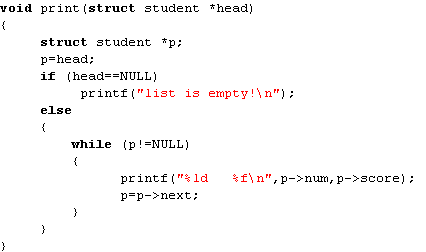 void print(struct student *head)
{
struct student *p;
p=head;
if (head==NULL)
printf("list is empty!\n");
else
{
while (p!=NULL)
{
printf("%ld   %f\n",p->num,p->score);
p=p->next;
}
}
}